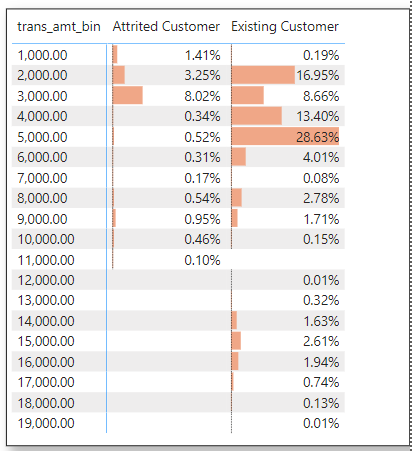 trans_amt_bin Attrited Customer Existing Customer
1,000.00 1.41% 0.19%
2,000.00 3.25% 16.95%
3,000.00 8.02% 8.66%
4,000.00 0.34% 13.40%
5,000.00 0.52% 28.63%
6,000.00 0.31% 4.01%
7,000.00 0.17% 0.08%
8,000.00 0.54% 2.78%
9,000.00 0.95% 1.71%
10,000.00 0.46% 0.15%
11,000.00 0.10%
12,000.00 0.01%
13,000.00 0.32%
14,000.00 1.63%
15,000.00 2.61%
16,000.00 1.94%
17,000.00 0.74%
18,000.00 0.13%
19,000.00 0.01%